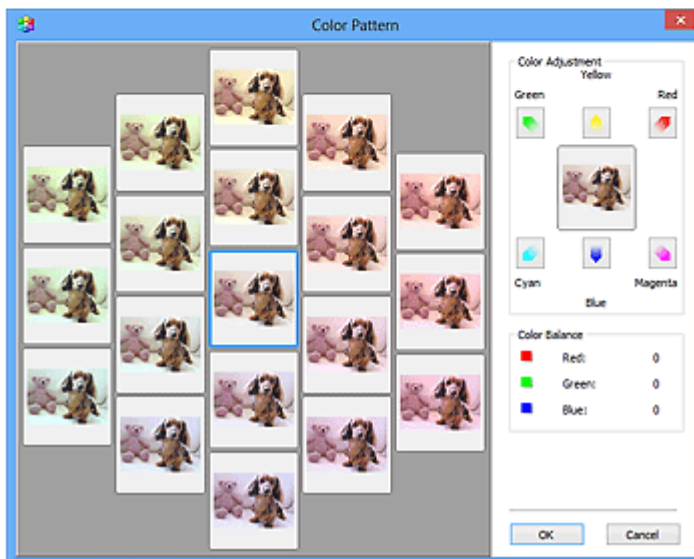 Color Pattern
Color Adjustment
Yellow
Green Red
Cyan Magenta
Blue
Color Balance
Red: 0
Green: 0
Blue: 0
OK Cancel